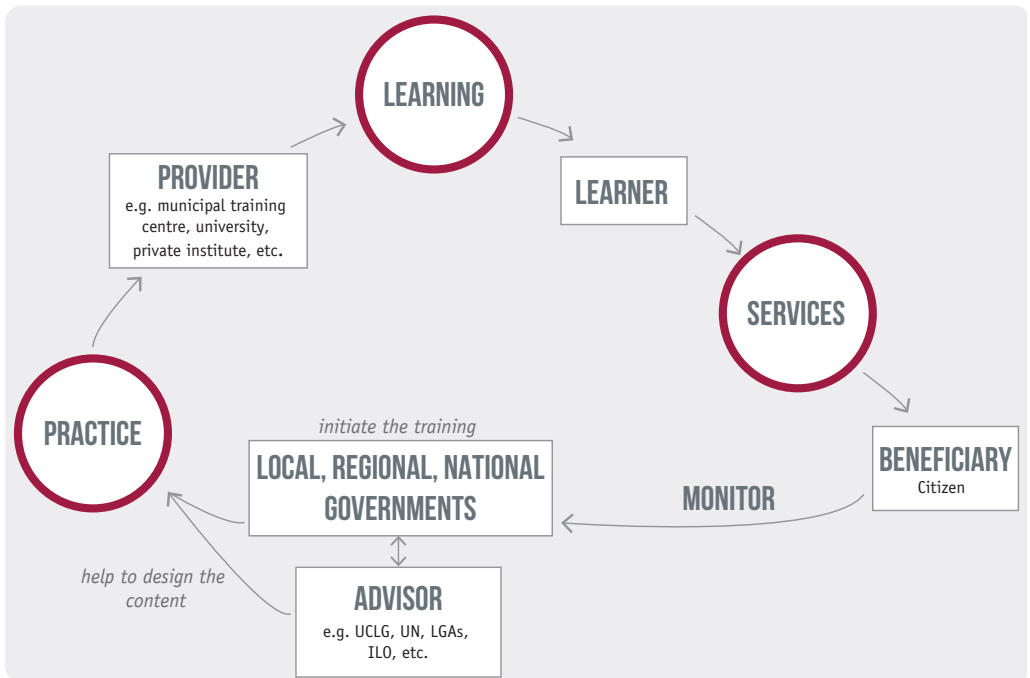 LEARNING
PROVIDER
e.g. municipal training
centre, university,
private institute, etc.
LEARNER
SERVICES
PRACTICE
initiate the training
LOCAL, REGIONAL, NATIONAL
GOVERNMENTS
BENEFICIARY
Citizen
MONITOR
help to design the
content
ADVISOR
e.g. UCLG, UN, LGAs,
ILO, etc.